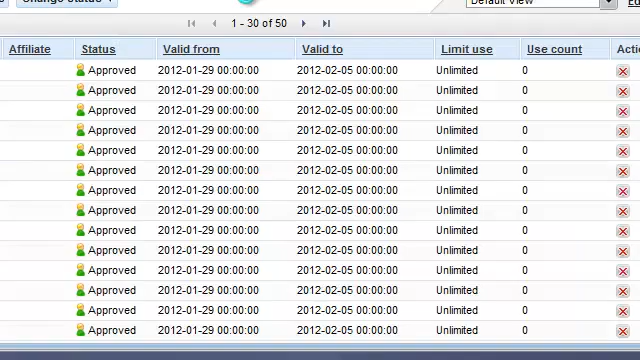 Change status Default View Ed
1 - 30 of 50
Affiliate Status Valid from Valid to Limit use Use count Actio
Approved 2012-01-29 00:00:00 2012-02-05 00:00:00 Unlimited 0
Approved 2012-01-29 00:00:00 2012-02-05 00:00:00 Unlimited 0
Approved 2012-01-29 00:00:00 2012-02-05 00:00:00 Unlimited 0
Approved 2012-01-29 00:00:00 2012-02-05 00:00:00 Unlimited 0
Approved 2012-01-29 00:00:00 2012-02-05 00:00:00 Unlimited 0
Approved 2012-01-29 00:00:00 2012-02-05 00:00:00 Unlimited 0
Approved 2012-01-29 00:00:00 2012-02-05 00:00:00 Unlimited 0
Approved 2012-01-29 00:00:00 2012-02-05 00:00:00 Unlimited 0
Approved 2012-01-29 00:00:00 2012-02-05 00:00:00 Unlimited 0
Approved 2012-01-29 00:00:00 2012-02-05 00:00:00 Unlimited 0
Approved 2012-01-29 00:00:00 2012-02-05 00:00:00 Unlimited 0
Approved 2012-01-29 00:00:00 2012-02-05 00:00:00 Unlimited 0
Approved 2012-01-29 00:00:00 2012-02-05 00:00:00 Unlimited 0
Approved 2012-01-29 00:00:00 2012-02-05 00:00:00 Unlimited 0